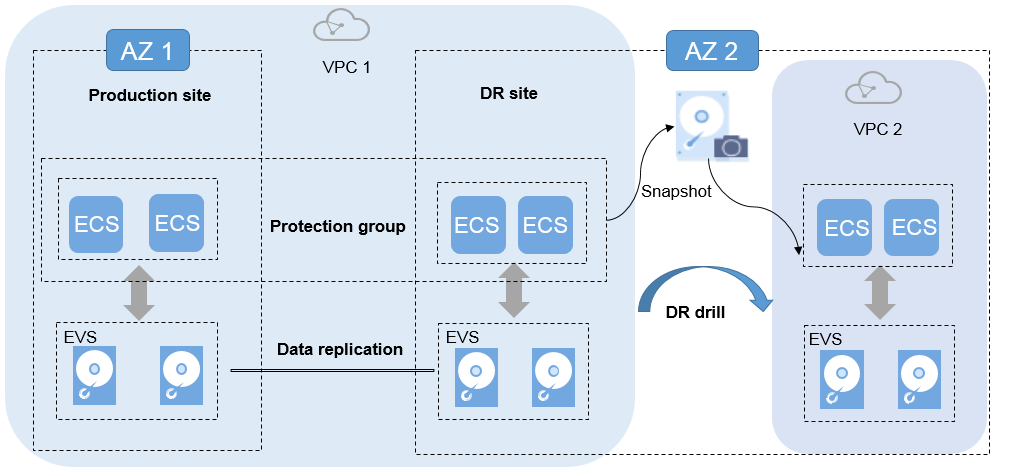 AZ 1
VPC 1
AZ 2
Production site
DR site
VPC 2
Snapshot
ECS
ECS
Protection group
ECS
ECS
ECS
ECS
DR drill
EVS
Data replication
EVS
EVS